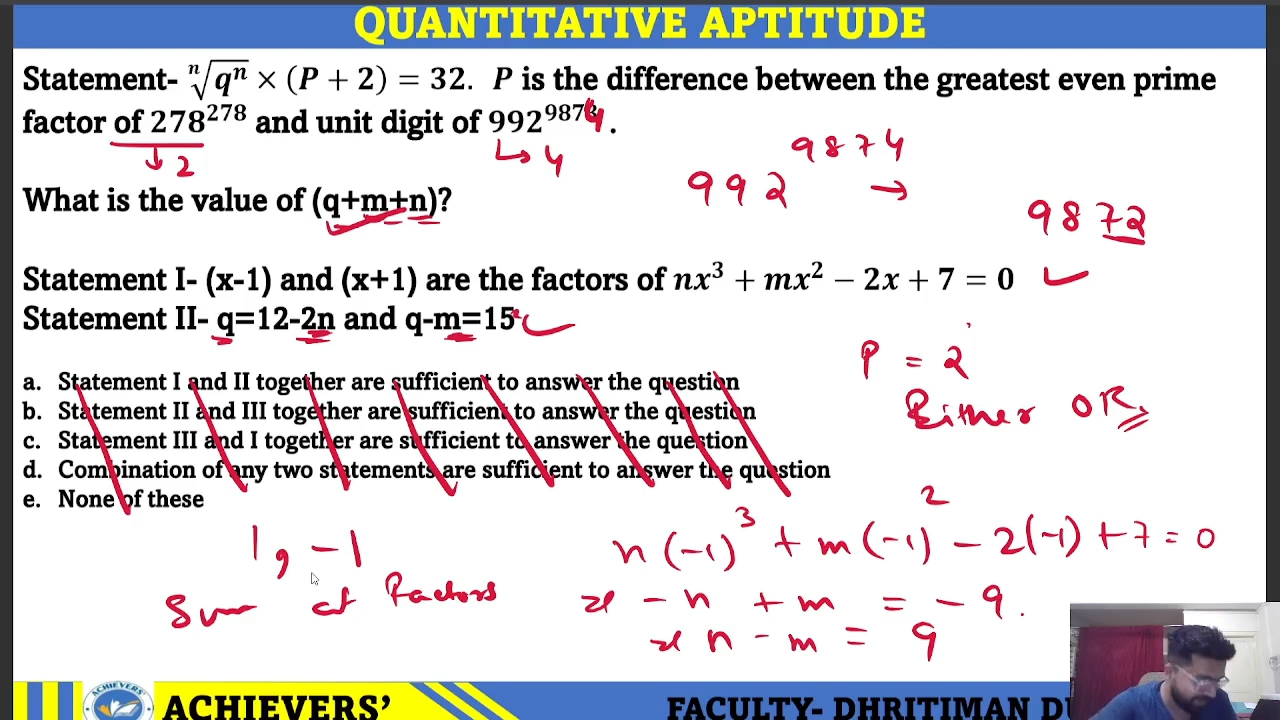 QUANTITATIVE APTITUDE
Statement- ⁿ√qⁿ × (P + 2) = 32. P is the difference between the greatest even prime
factor of 278²⁷⁸ and unit digit of 992⁹⁸⁷⁴.
↓ 2
↳ 4
992⁹⁸⁷⁴ →
9872
What is the value of (q+m+n)?
Statement I- (x-1) and (x+1) are the factors of nx³ + mx² − 2x + 7 = 0
Statement II- q=12-2n and q-m=15
P = 2
Either OR
a. Statement I and II together are sufficient to answer the question
b. Statement II and III together are sufficient to answer the question
c. Statement III and I together are sufficient to answer the question
d. Combination of any two statements are sufficient to answer the question
e. None of these
1, -1
n(-1)³ + m(-1)² - 2(-1) + 7 = 0
Factors
- n + m = - 9.
n - m = 9
ACHIEVERS'
ACHIEVERS'
FACULTY- DHRITIMAN